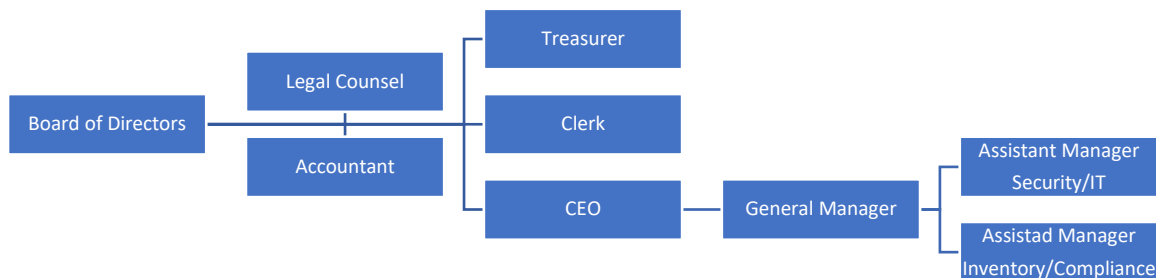 Board of Directors
Legal Counsel
Accountant
Treasurer
Clerk
CEO
General Manager
Assistant Manager
Security/IT
Assistad Manager
Inventory/Compliance